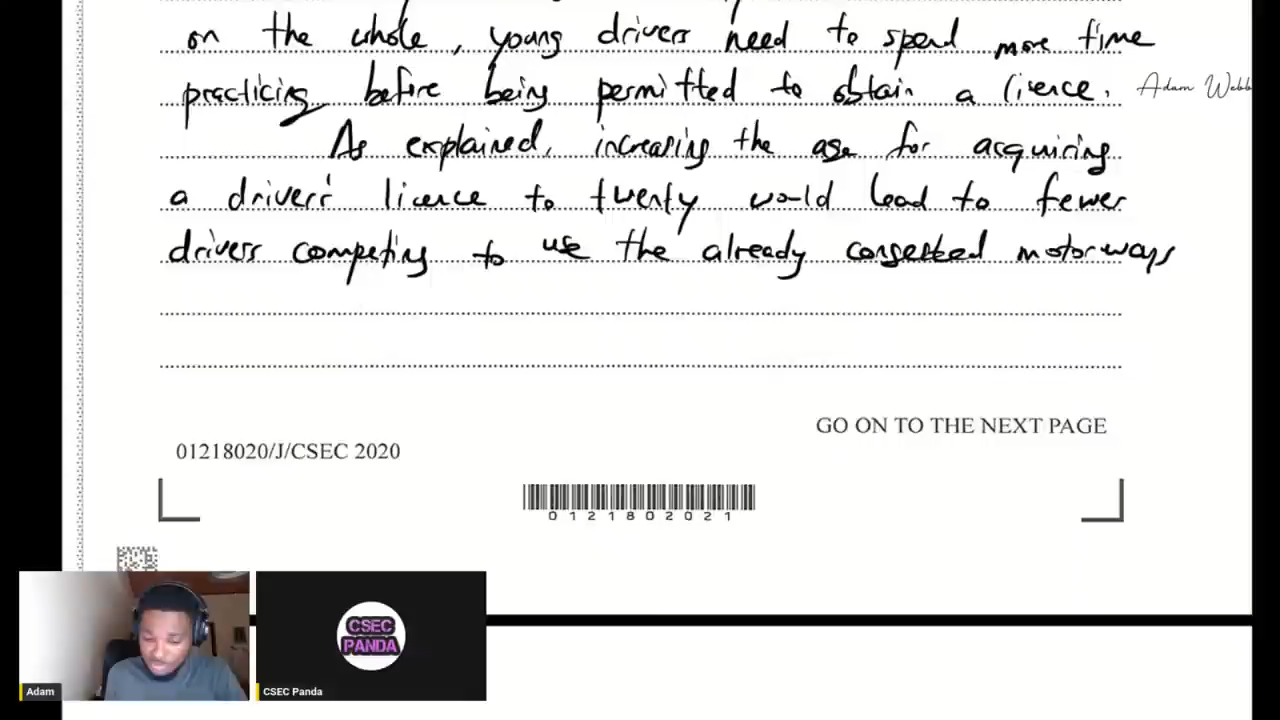 on the whole, young drivers need to spend more time
practicing before being permitted to obtain a licence.
Adam Webb
As explained, increasing the age for acquiring
a drivers' licence to twenty would lead to fewer
drivers competing to use the already congested motorways
GO ON TO THE NEXT PAGE
01218020/J/CSEC 2020
0121802021
CSEC
PANDA
Adam
CSEC Panda